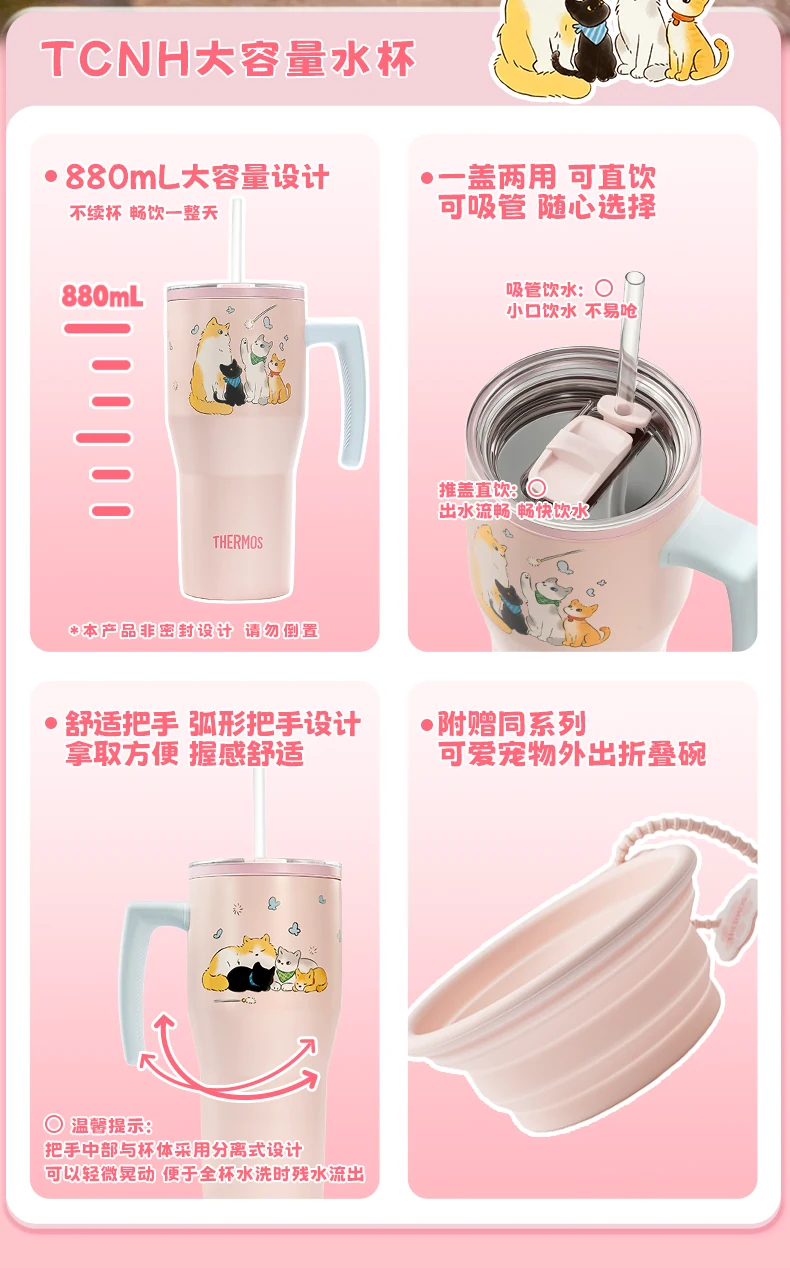 TCNH大容量水杯
880mL大容量设计
不续杯 畅饮一整天
880mL
THERMOS
*本产品非密封设计 请勿倒置
一盖两用 可直饮
可吸管 随心选择
吸管饮水:
小口饮水 不易呛
推盖直饮:
出水流畅 畅快饮水
舒适把手 弧形把手设计
拿取方便 握感舒适
温馨提示:
把手中部与杯体采用分离式设计
可以轻微晃动 便于全杯水洗时残水流出
附赠同系列
可爱宠物外出折叠碗